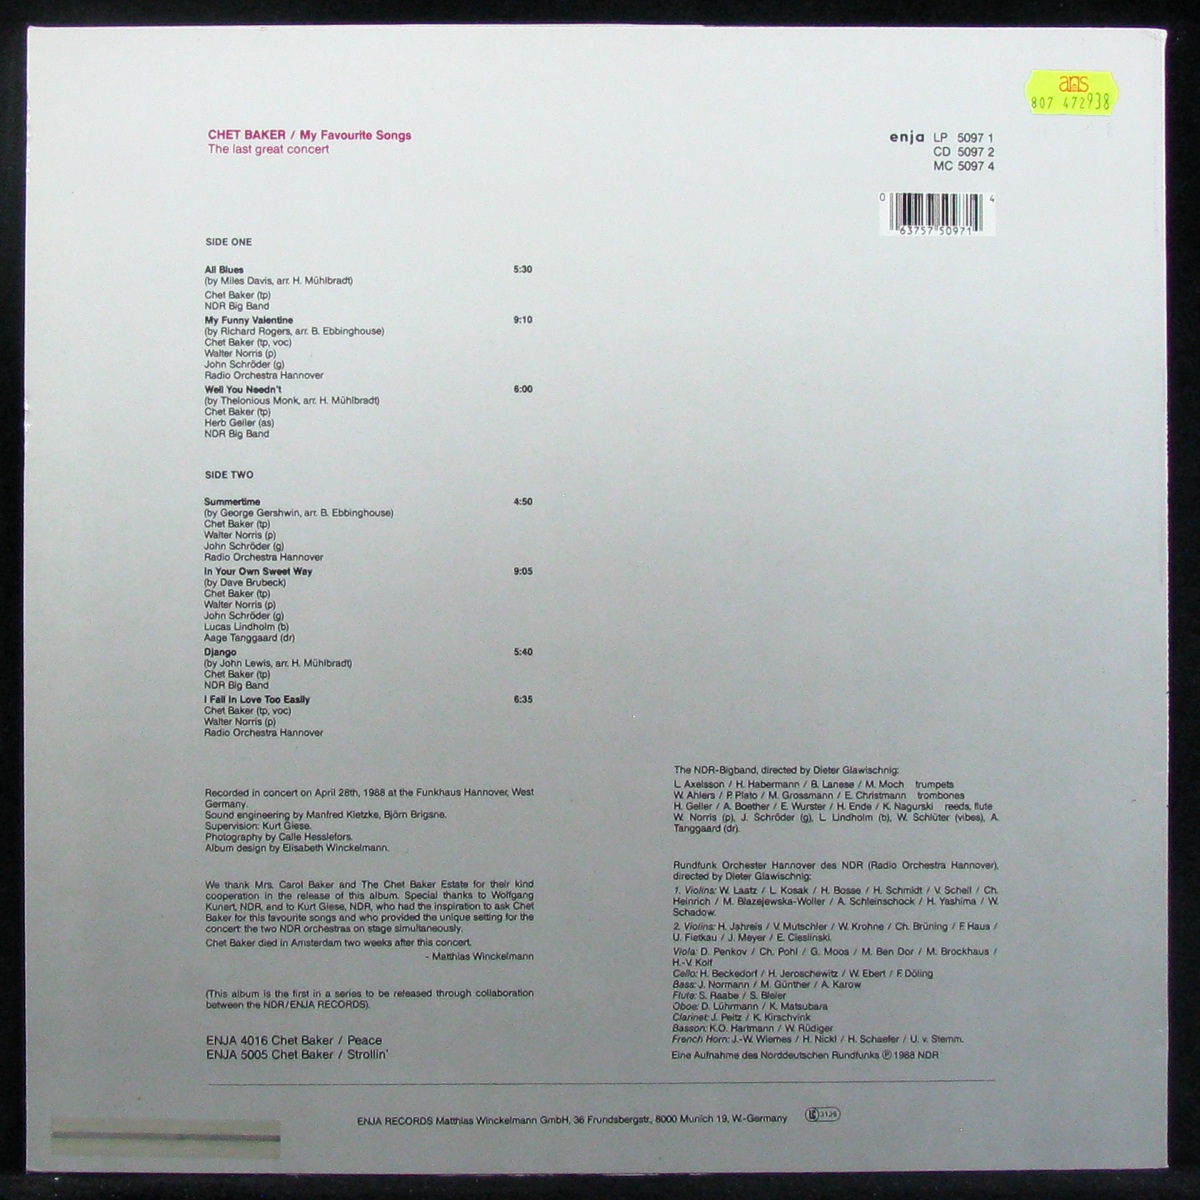 ans
807 472938
CHET BAKER / My Favourite Songs
The last great concert
enja LP 5097 1
CD 5097 2
MC 5097 4
0 63757 50971 4
SIDE ONE
All Blues 5:30
(by Miles Davis, arr. H. Mühlbradt)
Chet Baker (tp)
NDR Big Band
My Funny Valentine 9:10
(by Richard Rogers, arr. B. Ebbinghouse)
Chet Baker (tp, voc)
Walter Norris (p)
John Schröder (g)
Radio Orchestra Hannover
Well You Needn't 6:00
(by Thelonious Monk, arr. H. Mühlbradt)
Chet Baker (tp)
Herb Geller (as)
NDR Big Band
SIDE TWO
Summertime 4:50
(by George Gershwin, arr. B. Ebbinghouse)
Chet Baker (tp)
Walter Norris (p)
John Schröder (g)
Radio Orchestra Hannover
In Your Own Sweet Way 9:05
(by Dave Brubeck)
Chet Baker (tp)
Walter Norris (p)
John Schröder (g)
Lucas Lindholm (b)
Aage Tanggaard (dr)
Django 5:40
(by John Lewis, arr. H. Mühlbradt)
Chet Baker (tp)
NDR Big Band
I Fall In Love Too Easily 6:35
Chet Baker (tp, voc)
Walter Norris (p)
Radio Orchestra Hannover
Recorded in concert on April 28th, 1988 at the Funkhaus Hannover, West
Germany.
Sound engineering by Manfred Kietzke, Björn Brigsne.
Supervision: Kurt Giese.
Photography by Calle Hesslefors.
Album design by Elisabeth Winckelmann.
We thank Mrs. Carol Baker and The Chet Baker Estate for their kind
cooperation in the release of this album. Special thanks to Wolfgang
Kunert, NDR, and to Kurt Giese, NDR, who had the inspiration to ask Chet
Baker for this favourite songs and who provided the unique setting for the
concert: the two NDR orchestras on stage simultaneously.
Chet Baker died in Amsterdam two weeks after this concert.
- Matthias Winckelmann
(This album is the first in a series to be released through collaboration
between the NDR/ENJA RECORDS).
ENJA 4016 Chet Baker / Peace
ENJA 5005 Chet Baker / Strollin'
The NDR-Bigband, directed by Dieter Glawischnig:
L. Axelsson / H. Habermann / B. Lanese / M. Moch trumpets
W. Ahlers / P. Plato / M. Grossmann / E. Christmann trombones
H. Geller / A. Boether / E. Wurster / H. Ende / K. Nagurski reeds, flute
W. Norris (p), J. Schröder (g), L. Lindholm (b), W. Schlüter (vibes), A.
Tanggaard (dr).
Rundfunk Orchester Hannover des NDR (Radio Orchestra Hannover),
directed by Dieter Glawischnig:
1. Violins: W. Laatz / L. Kosak / H. Bosse / H. Schmidt / V. Schell / Ch.
Heinrich / M. Blazejewska-Woller / A. Schleinschock / H. Yashima / W.
Schadow.
2. Violins: H. Jahreis / V. Mutschler / W. Krohne / Ch. Brüning / F. Haus /
U. Fietkau / J. Meyer / E. Cieslinski.
Viola: D. Penkov / Ch. Pohl / G. Moos / M. Ben Dor / M. Brockhaus /
H.-V. Kolf
Cello: H. Beckedorf / H. Jeroschewitz / W. Ebert / F. Döling
Bass: J. Normann / M. Günther / A. Karow
Flute: S. Raabe / S. Bleier
Oboe: D. Lührmann / K. Matsubara
Clarinet: J. Peitz / K. Kirschvink
Basson: K.O. Hartmann / W. Rüdiger
French Horn: J.-W. Wiemes / H. Nickl / H. Schaefer / U. v. Stemm.
Eine Aufnahme des Norddeutschen Rundfunks ℗ 1988 NDR
ENJA RECORDS Matthias Winckelmann GmbH, 36 Frundsbergstr., 8000 Munich 19, W.-Germany LC 3126